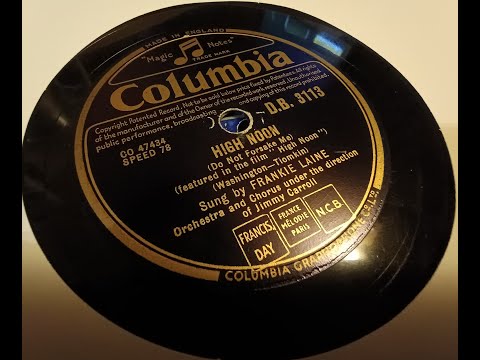 MADE IN ENGLAND
"Magic Notes"
TRADE MARK
Columbia
Copyright Patented Record, Not to be sold below price fixed by Patentees. All rights
of the Manufacturer and of the Owner of the recorded work reserved. Unauthorised
public performance, broadcasting and copying of this record prohibited.
CO 47434
SPEED 78
D.B. 3113
HIGH NOON
(Do Not Forsake Me)
(featured in the film "High Noon")
(Washington—Tiomkin)
Sung by FRANKIE LAINE
Orchestra and Chorus under the direction
of Jimmy Carroll
FRANCIS
DAY
FRANCE
MÉLODIE
PARIS
N.C.B.
COLUMBIA GRAPHOPHONE Co. Ltd.